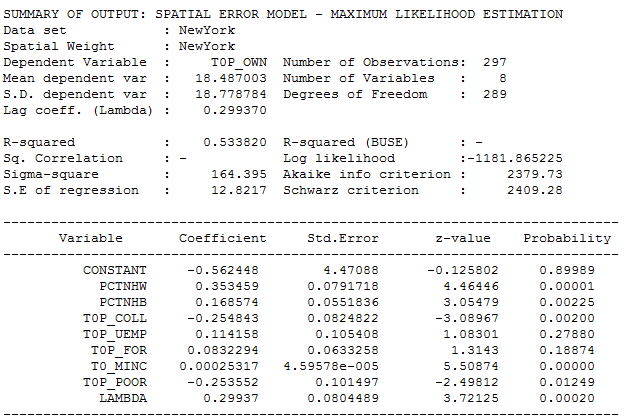 SUMMARY OF OUTPUT: SPATIAL ERROR MODEL - MAXIMUM LIKELIHOOD ESTIMATION
Data set : NewYork
Spatial Weight : NewYork
Dependent Variable : T0P_OWN Number of Observations: 297
Mean dependent var : 18.487003 Number of Variables : 8
S.D. dependent var : 18.778784 Degrees of Freedom : 289
Lag coeff. (Lambda) : 0.299370
R-squared : 0.533820 R-squared (BUSE) : -
Sq. Correlation : - Log likelihood :-1181.865225
Sigma-square : 164.395 Akaike info criterion : 2379.73
S.E of regression : 12.8217 Schwarz criterion : 2409.28
-----------------------------------------------------------------------------
Variable Coefficient Std.Error z-value Probability
-----------------------------------------------------------------------------
CONSTANT -0.562448 4.47088 -0.125802 0.89989
PCTNHW 0.353459 0.0791718 4.46446 0.00001
PCTNHB 0.168574 0.0551836 3.05479 0.00225
T0P_COLL -0.254843 0.0824822 -3.08967 0.00200
T0P_UEMP 0.114158 0.105408 1.08301 0.27880
T0P_FOR 0.0832294 0.0633258 1.3143 0.18874
T0_MINC 0.00025317 4.59578e-005 5.50874 0.00000
T0P_POOR -0.253552 0.101497 -2.49812 0.01249
LAMBDA 0.29937 0.0804489 3.72125 0.00020
-----------------------------------------------------------------------------